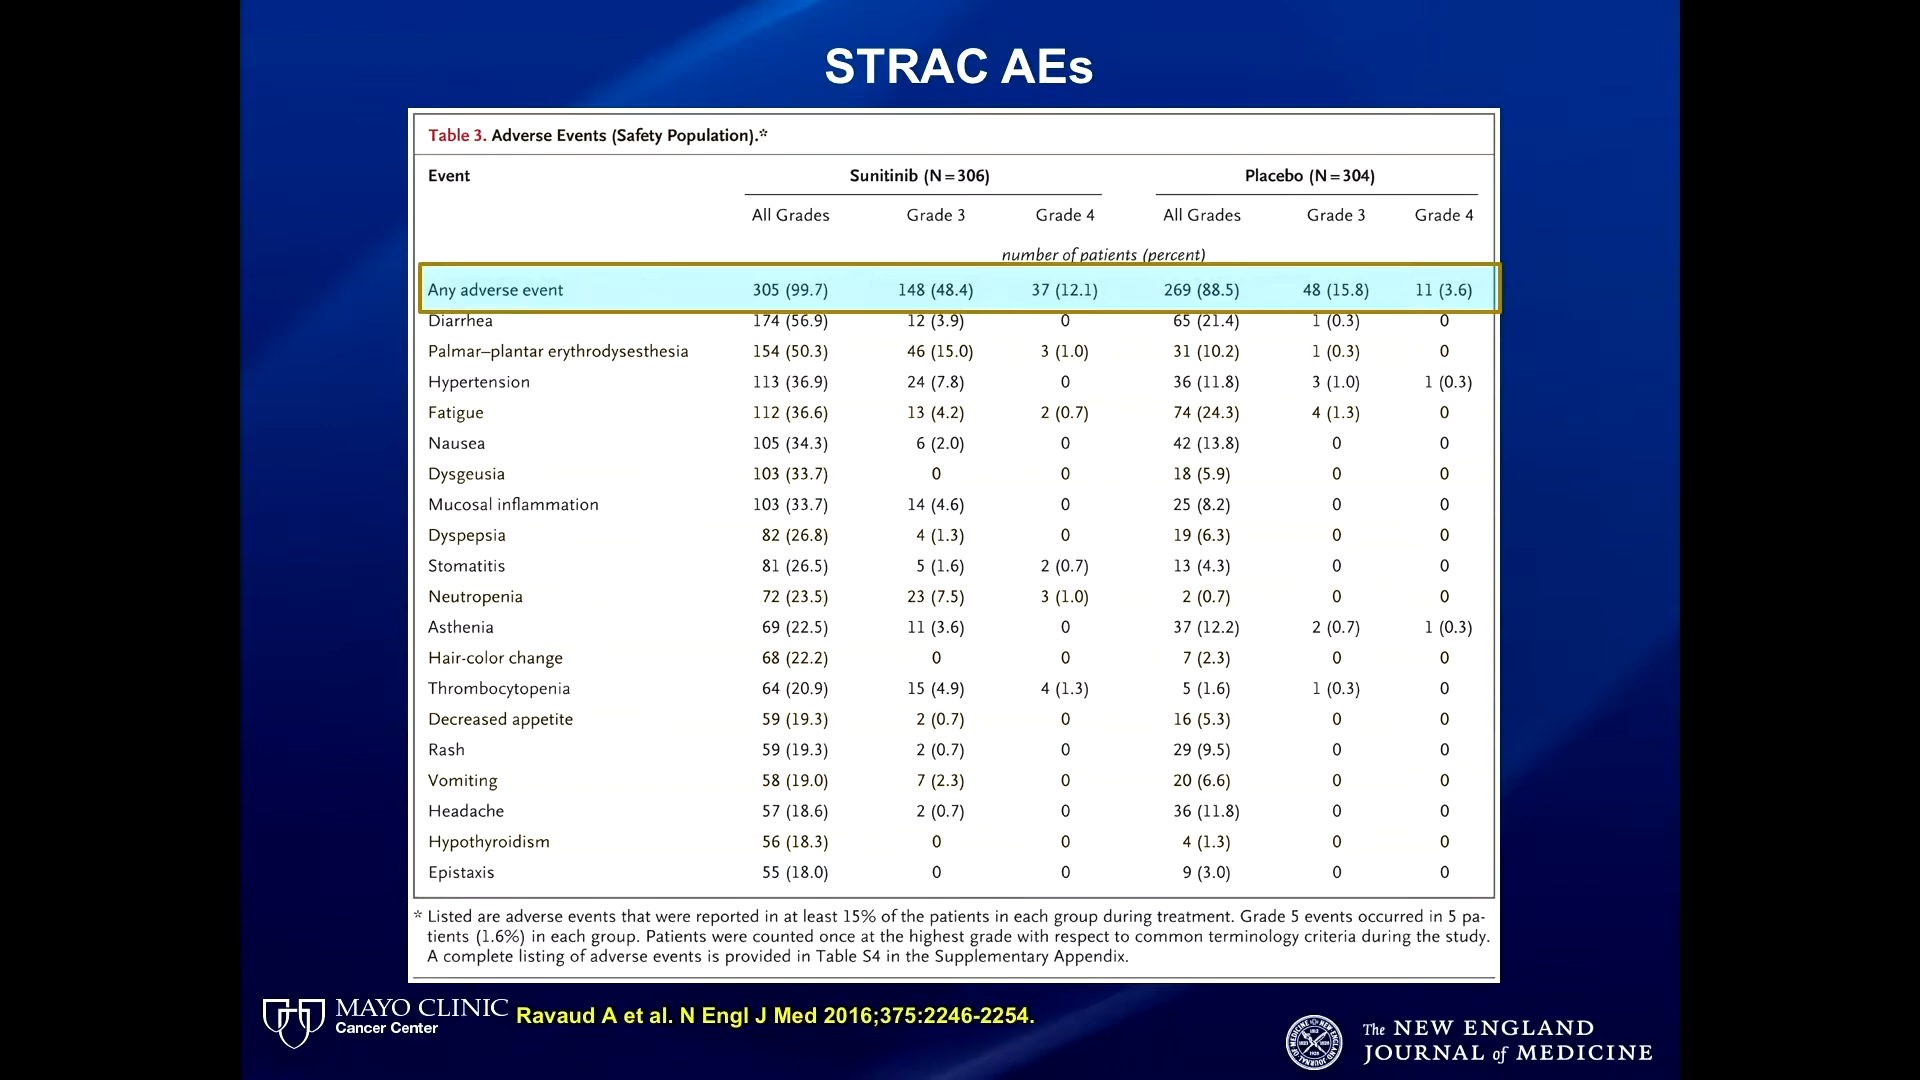 STRAC AEs
Table 3. Adverse Events (Safety Population).*
Event Sunitinib (N=306) Placebo (N=304)
All Grades Grade 3 Grade 4 All Grades Grade 3 Grade 4
number of patients (percent)
Any adverse event 305 (99.7) 148 (48.4) 37 (12.1) 269 (88.5) 48 (15.8) 11 (3.6)
Diarrhea 174 (56.9) 12 (3.9) 0 65 (21.4) 1 (0.3) 0
Palmar–plantar erythrodysesthesia 154 (50.3) 46 (15.0) 3 (1.0) 31 (10.2) 1 (0.3) 0
Hypertension 113 (36.9) 24 (7.8) 0 36 (11.8) 3 (1.0) 1 (0.3)
Fatigue 112 (36.6) 13 (4.2) 2 (0.7) 74 (24.3) 4 (1.3) 0
Nausea 105 (34.3) 6 (2.0) 0 42 (13.8) 0 0
Dysgeusia 103 (33.7) 0 0 18 (5.9) 0 0
Mucosal inflammation 103 (33.7) 14 (4.6) 0 25 (8.2) 0 0
Dyspepsia 82 (26.8) 4 (1.3) 0 19 (6.3) 0 0
Stomatitis 81 (26.5) 5 (1.6) 2 (0.7) 13 (4.3) 0 0
Neutropenia 72 (23.5) 23 (7.5) 3 (1.0) 2 (0.7) 0 0
Asthenia 69 (22.5) 11 (3.6) 0 37 (12.2) 2 (0.7) 1 (0.3)
Hair-color change 68 (22.2) 0 0 7 (2.3) 0 0
Thrombocytopenia 64 (20.9) 15 (4.9) 4 (1.3) 5 (1.6) 1 (0.3) 0
Decreased appetite 59 (19.3) 2 (0.7) 0 16 (5.3) 0 0
Rash 59 (19.3) 2 (0.7) 0 29 (9.5) 0 0
Vomiting 58 (19.0) 7 (2.3) 0 20 (6.6) 0 0
Headache 57 (18.6) 2 (0.7) 0 36 (11.8) 0 0
Hypothyroidism 56 (18.3) 0 0 4 (1.3) 0 0
Epistaxis 55 (18.0) 0 0 9 (3.0) 0 0
* Listed are adverse events that were reported in at least 15% of the patients in each group during treatment. Grade 5 events occurred in 5 pa-
tients (1.6%) in each group. Patients were counted once at the highest grade with respect to common terminology criteria during the study.
A complete listing of adverse events is provided in Table S4 in the Supplementary Appendix.
MAYO CLINIC
Cancer Center
Ravaud A et al. N Engl J Med 2016;375:2246-2254.
The NEW ENGLAND
JOURNAL of MEDICINE